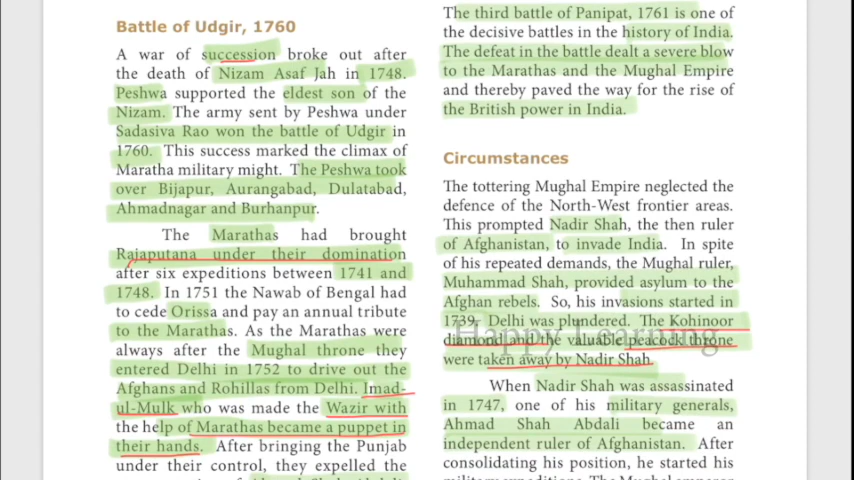 Battle of Udgir, 1760
A war of succession broke out after
the death of Nizam Asaf Jah in 1748.
Peshwa supported the eldest son of the
Nizam. The army sent by Peshwa under
Sadasiva Rao won the battle of Udgir in
1760. This success marked the climax of
Maratha military might. The Peshwa took
over Bijapur, Aurangabad, Dulatabad,
Ahmadnagar and Burhanpur.
The Marathas had brought
Rajaputana under their domination
after six expeditions between 1741 and
1748. In 1751 the Nawab of Bengal had
to cede Orissa and pay an annual tribute
to the Marathas. As the Marathas were
always after the Mughal throne they
entered Delhi in 1752 to drive out the
Afghans and Rohillas from Delhi. Imad-
ul-Mulk who was made the Wazir with
the help of Marathas became a puppet in
their hands. After bringing the Punjab
under their control, they expelled the
The third battle of Panipat, 1761 is one of
the decisive battles in the history of India.
The defeat in the battle dealt a severe blow
to the Marathas and the Mughal Empire
and thereby paved the way for the rise of
the British power in India.
Circumstances
The tottering Mughal Empire neglected the
defence of the North-West frontier areas.
This prompted Nadir Shah, the then ruler
of Afghanistan, to invade India. In spite
of his repeated demands, the Mughal ruler,
Muhammad Shah, provided asylum to the
Afghan rebels. So, his invasions started in
1739. Delhi was plundered. The Kohinoor
diamond and the valuable peacock throne
were taken away by Nadir Shah.
Happy Learning
When Nadir Shah was assassinated
in 1747, one of his military generals,
Ahmad Shah Abdali became an
independent ruler of Afghanistan. After
consolidating his position, he started his